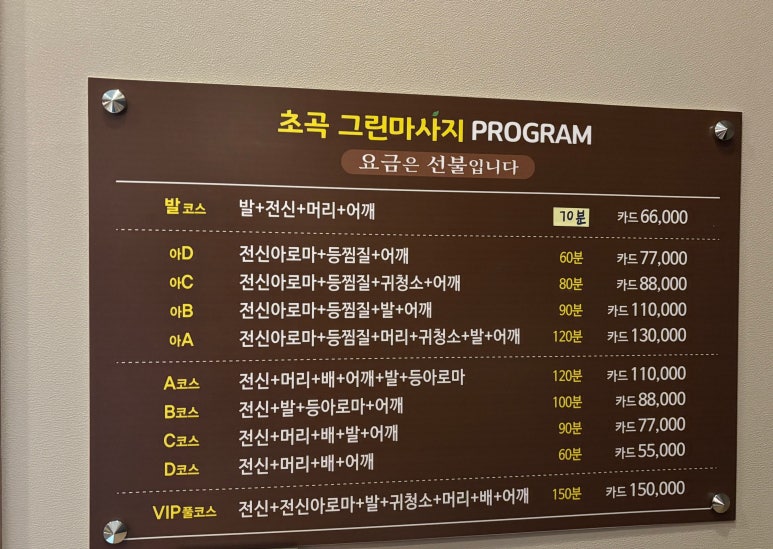 초곡 그린마사지 PROGRAM
요금은 선불입니다
발코스 발+전신+머리+어깨 70분 카드 66,000
아D 전신아로마+등찜질+어깨 60분 카드 77,000
아C 전신아로마+등찜질+귀청소+어깨 80분 카드 88,000
아B 전신아로마+등찜질+발+어깨 90분 카드 110,000
아A 전신아로마+등찜질+머리+귀청소+발+어깨 120분 카드 130,000
A코스 전신+머리+배+어깨+발+등아로마 120분 카드 110,000
B코스 전신+발+등아로마+어깨 100분 카드 88,000
C코스 전신+머리+배+발+어깨 90분 카드 77,000
D코스 전신+머리+배+어깨 60분 카드 55,000
VIP풀코스 전신+전신아로마+발+귀청소+머리+배+어깨 150분 카드 150,000